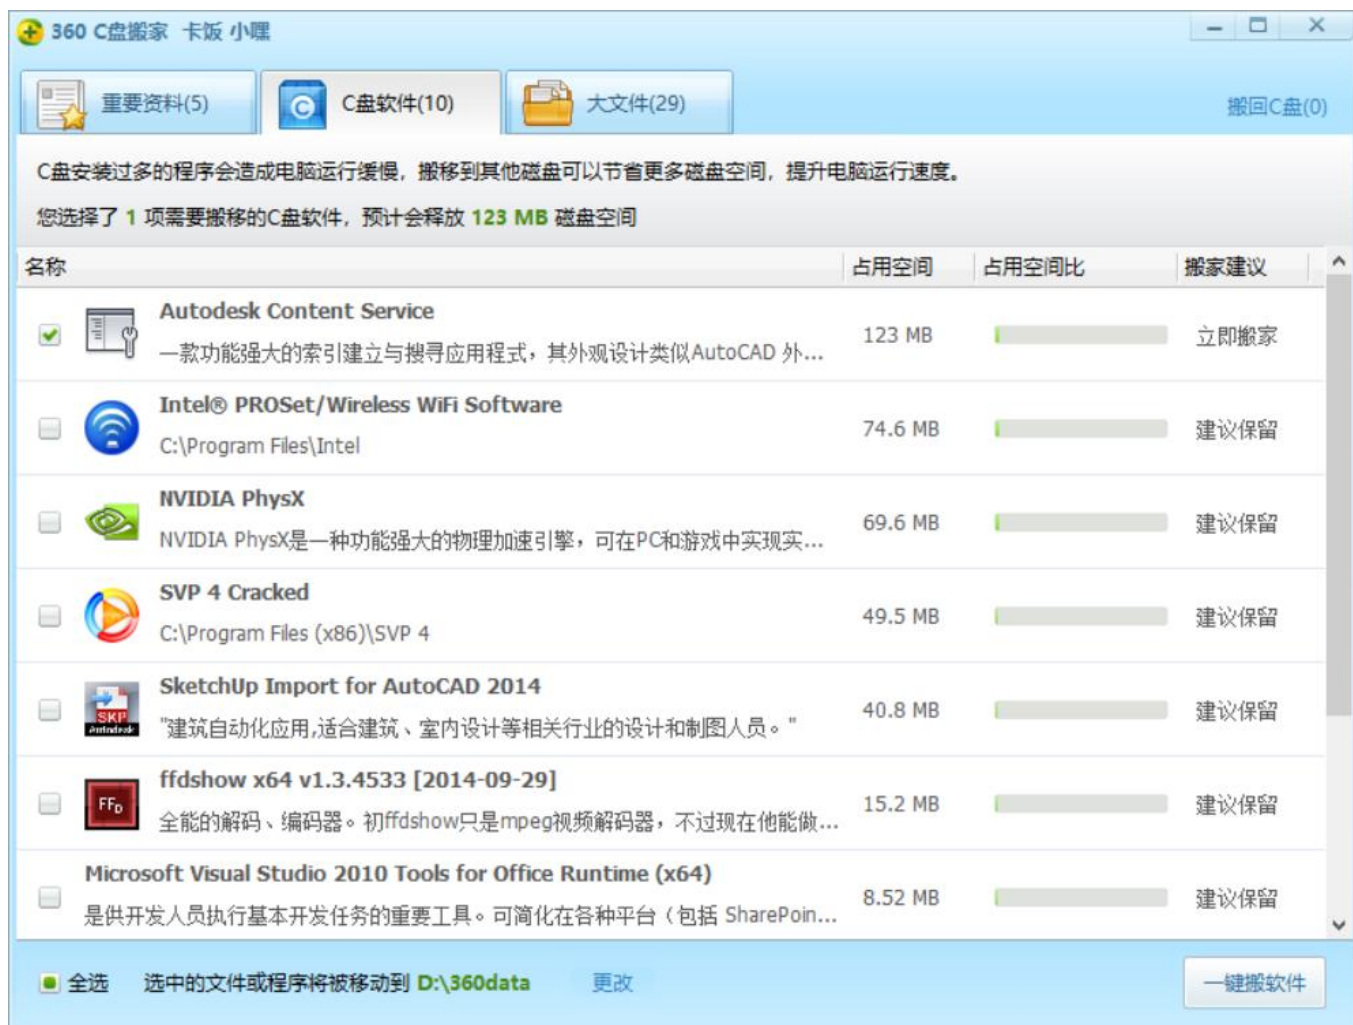 360 C盘搬家 卡饭 小嘿
重要资料(5)
C盘软件(10)
大文件(29)
搬回C盘(0)
C盘安装过多的程序会造成电脑运行缓慢，搬移到其他磁盘可以节省更多磁盘空间，提升电脑运行速度。
您选择了 1 项需要搬移的C盘软件，预计会释放 123 MB 磁盘空间
名称 占用空间 占用空间比 搬家建议
Autodesk Content Service
一款功能强大的索引建立与搜寻应用程式，其外观设计类似AutoCAD 外...
123 MB 立即搬家
Intel® PROSet/Wireless WiFi Software
C:\Program Files\Intel
74.6 MB 建议保留
NVIDIA PhysX
NVIDIA PhysX是一种功能强大的物理加速引擎，可在PC和游戏中实现实...
69.6 MB 建议保留
SVP 4 Cracked
C:\Program Files (x86)\SVP 4
49.5 MB 建议保留
SKP
Autodesk
SketchUp Import for AutoCAD 2014
"建筑自动化应用,适合建筑、室内设计等相关行业的设计和制图人员。"
40.8 MB 建议保留
FFD
ffdshow x64 v1.3.4533 [2014-09-29]
全能的解码、编码器。初ffdshow只是mpeg视频解码器，不过现在他能做...
15.2 MB 建议保留
Microsoft Visual Studio 2010 Tools for Office Runtime (x64)
是供开发人员执行基本开发任务的重要工具。可简化在各种平台（包括 SharePoin...
8.52 MB 建议保留
全选 选中的文件或程序将被移动到 D:\360data 更改
一键搬软件